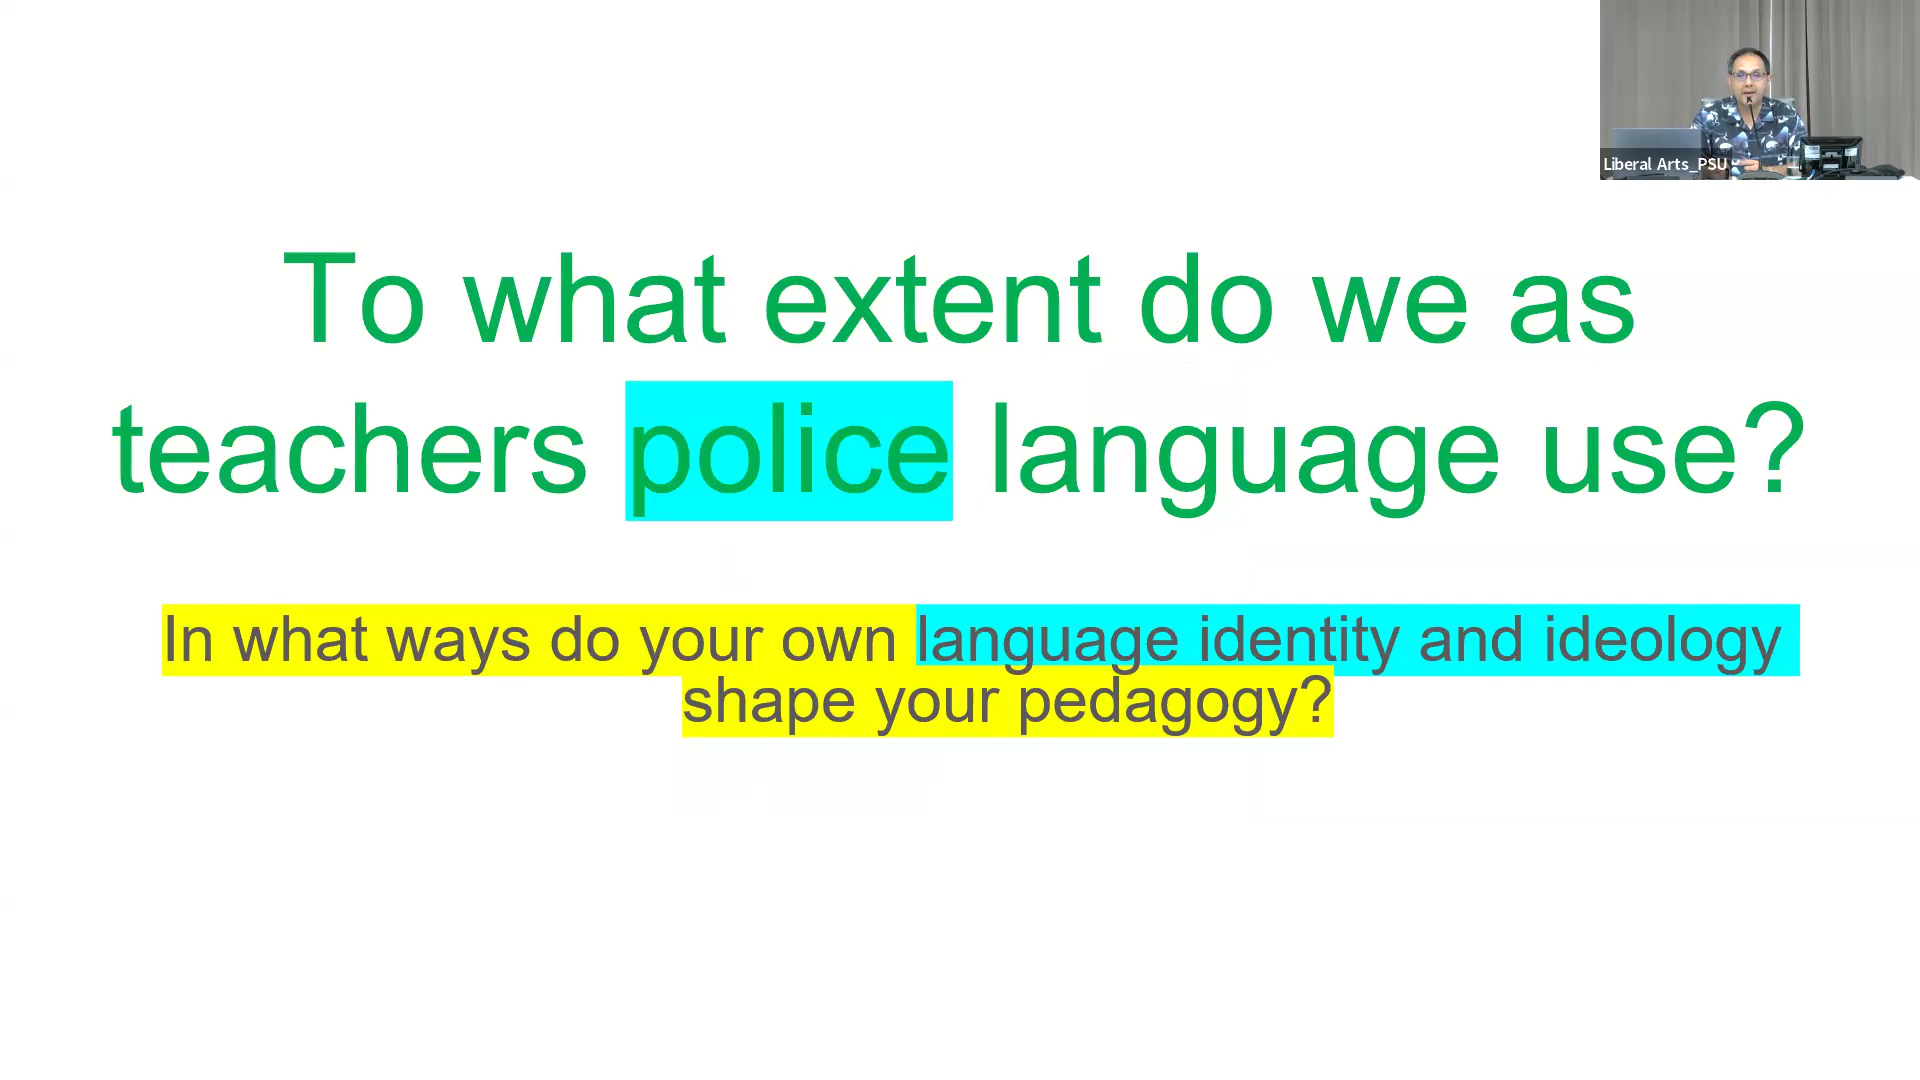 Liberal Arts_PSU
To what extent do we as
teachers police language use?
In what ways do your own language identity and ideology
shape your pedagogy?